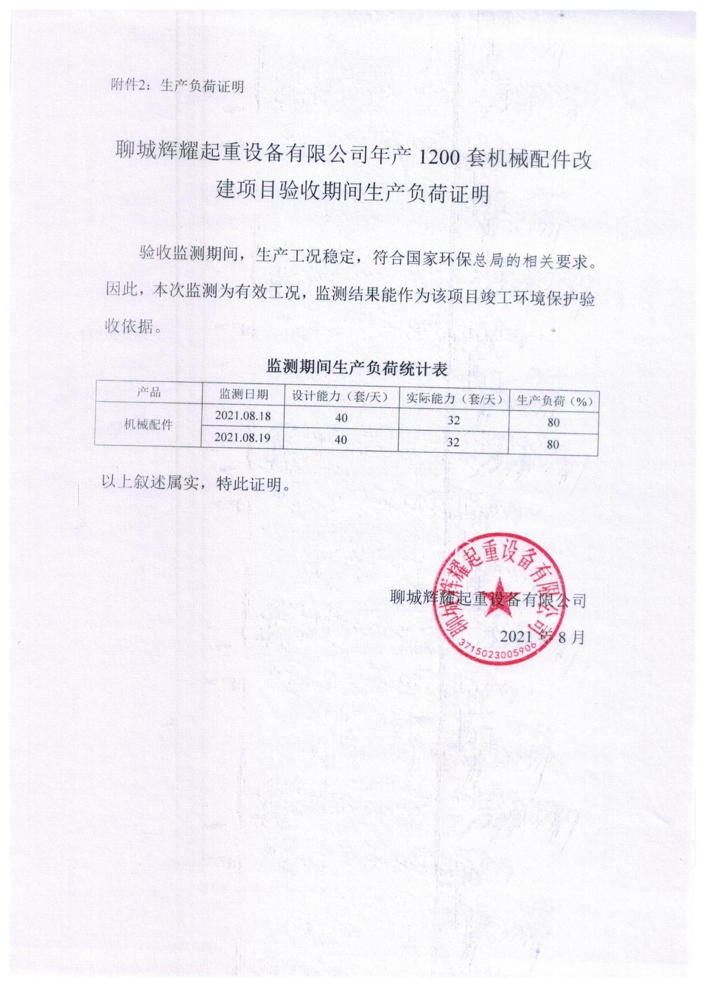 附件2：生产负荷证明
聊城辉耀起重设备有限公司年产 1200 套机械配件改
建项目验收期间生产负荷证明
验收监测期间，生产工况稳定，符合国家环保总局的相关要求。
因此，本次监测为有效工况，监测结果能作为该项目竣工环境保护验
收依据。
监测期间生产负荷统计表
产品 监测日期 设计能力（套/天） 实际能力（套/天） 生产负荷（%）
机械配件 2021.08.18 40 32 80
2021.08.19 40 32 80
以上叙述属实，特此证明。
聊城辉耀起重设备有限公司
聊城辉耀起重设备有限公司
2021 年 8 月
3715023005906